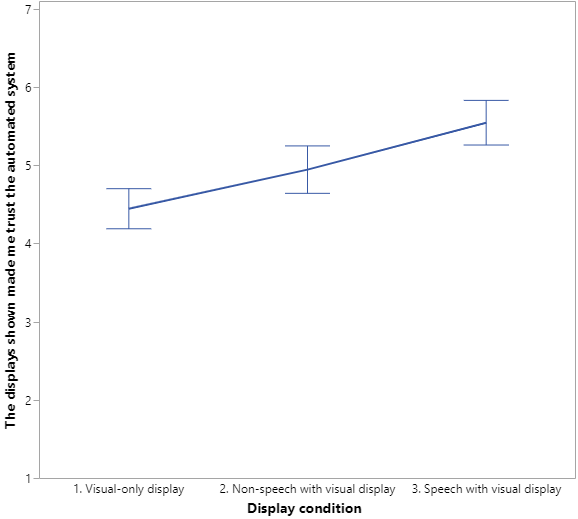 The displays shown made me trust the automated system
7
6
5
4
3
2
1
1. Visual-only display
2. Non-speech with visual display
3. Speech with visual display
Display condition